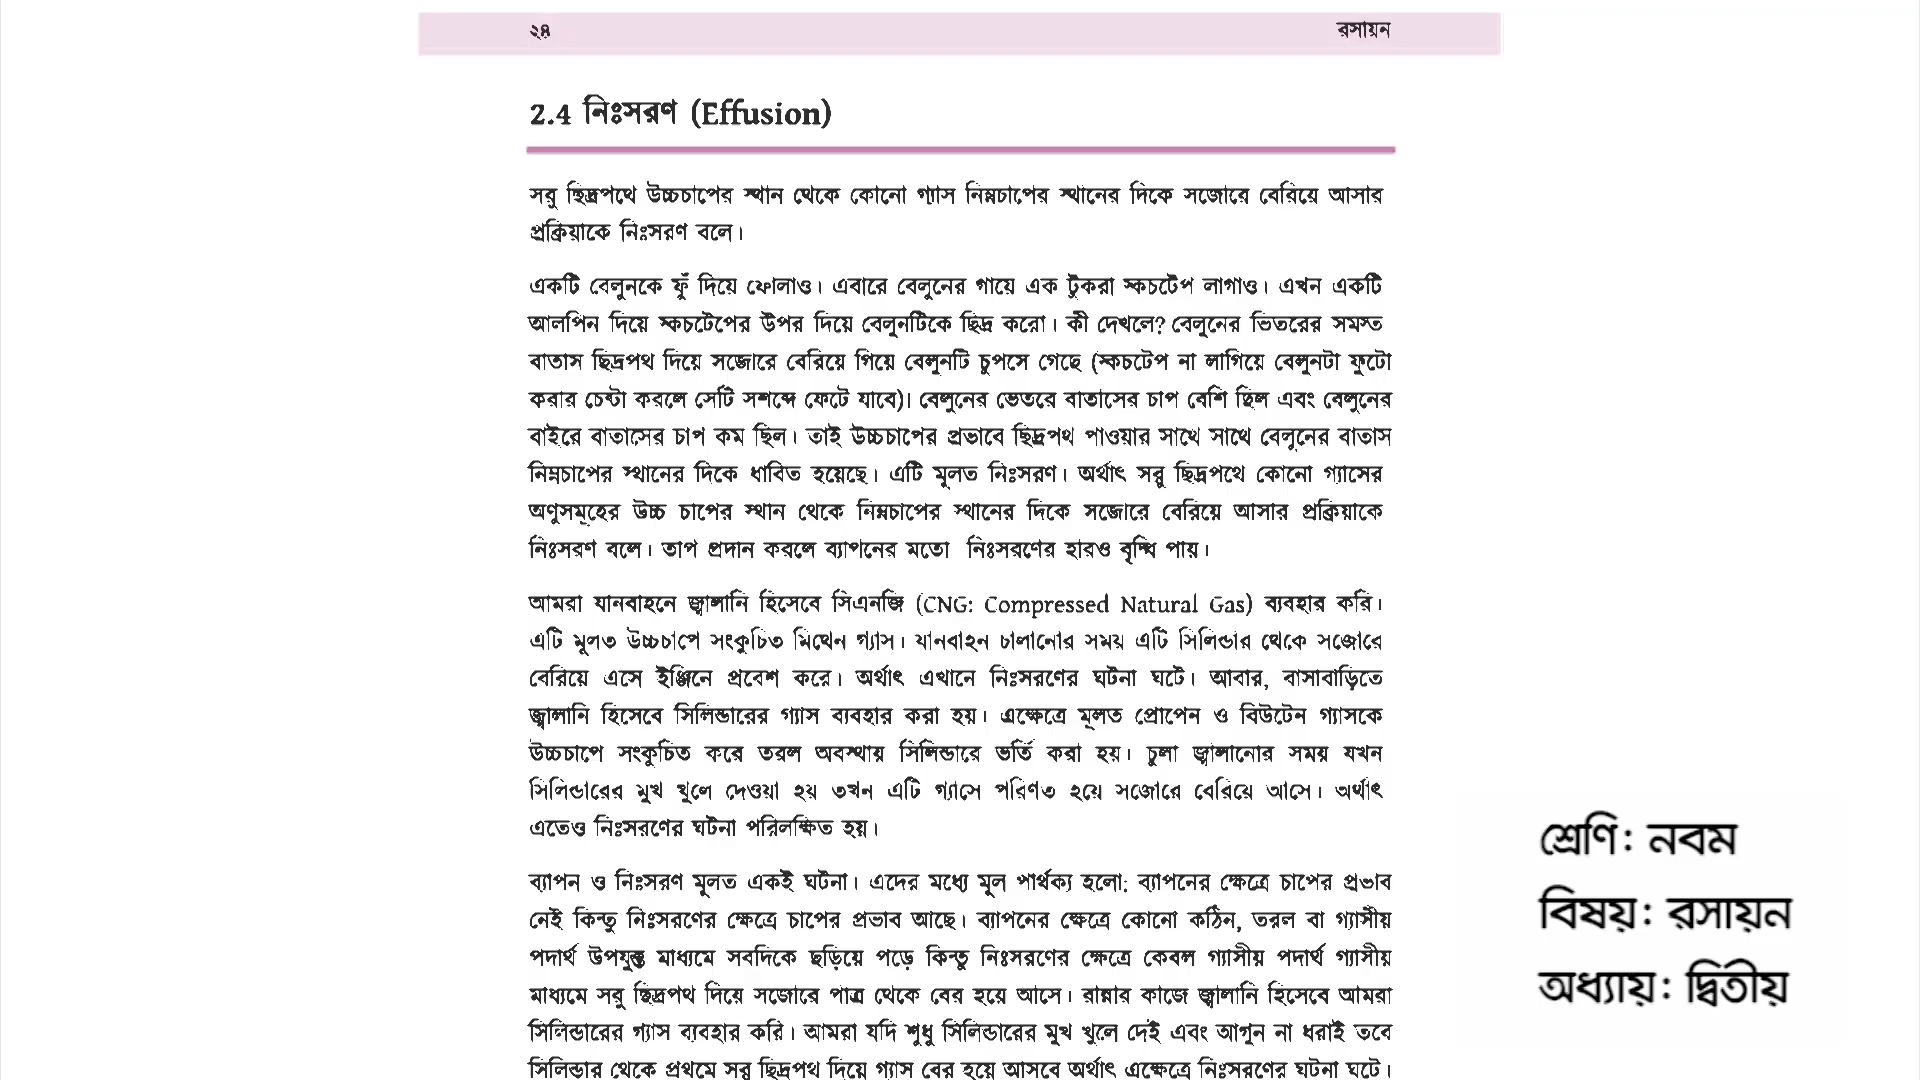 ২৪ রসায়ন
2.4 নিঃসরণ (Effusion)
সরু ছিদ্রপথে উচ্চচাপের স্থান থেকে কোনো গ্যাস নিম্নচাপের স্থানের দিকে সজোরে বেরিয়ে আসার
প্রক্রিয়াকে নিঃসরণ বলে।
একটি বেলুনকে ফুঁ দিয়ে ফোলাও। এবারে বেলুনের গায়ে এক টুকরা স্কচটেপ লাগাও। এখন একটি
আলপিন দিয়ে স্কচটেপের উপর দিয়ে বেলুনটিকে ছিদ্র করো। কী দেখলে? বেলুনের ভিতরের সমস্ত
বাতাস ছিদ্রপথ দিয়ে সজোরে বেরিয়ে গিয়ে বেলুনটি চুপসে গেছে (স্কচটেপ না লাগিয়ে বেলুনটা ফুটো
করার চেষ্টা করলে সেটি সশব্দে ফেটে যাবে)। বেলুনের ভেতরে বাতাসের চাপ বেশি ছিল এবং বেলুনের
বাইরে বাতাসের চাপ কম ছিল। তাই উচ্চচাপের প্রভাবে ছিদ্রপথ পাওয়ার সাথে সাথে বেলুনের বাতাস
নিম্নচাপের স্থানের দিকে ধাবিত হয়েছে। এটি মূলত নিঃসরণ। অর্থাৎ সরু ছিদ্রপথে কোনো গ্যাসের
অণুসমূহের উচ্চ চাপের স্থান থেকে নিম্নচাপের স্থানের দিকে সজোরে বেরিয়ে আসার প্রক্রিয়াকে
নিঃসরণ বলে। তাপ প্রদান করলে ব্যাপনের মতো নিঃসরণের হারও বৃদ্ধি পায়।
আমরা যানবাহনে জ্বালানি হিসেবে সিএনজি (CNG: Compressed Natural Gas) ব্যবহার করি।
এটি মূলত উচ্চচাপে সংকুচিত মিথেন গ্যাস। যানবাহন চালানোর সময় এটি সিলিন্ডার থেকে সজোরে
বেরিয়ে এসে ইঞ্জিনে প্রবেশ করে। অর্থাৎ এখানে নিঃসরণের ঘটনা ঘটে। আবার, বাসাবাড়িতে
জ্বালানি হিসেবে সিলিন্ডারের গ্যাস ব্যবহার করা হয়। এক্ষেত্রে মূলত প্রোপেন ও বিউটেন গ্যাসকে
উচ্চচাপে সংকুচিত করে তরল অবস্থায় সিলিন্ডারে ভর্তি করা হয়। চুলা জ্বালানোর সময় যখন
সিলিন্ডারের মুখ খুলে দেওয়া হয় তখন এটি গ্যাসে পরিণত হয়ে সজোরে বেরিয়ে আসে। অর্থাৎ
এতেও নিঃসরণের ঘটনা পরিলক্ষিত হয়।
ব্যাপন ও নিঃসরণ মূলত একই ঘটনা। এদের মধ্যে মূল পার্থক্য হলো: ব্যাপনের ক্ষেত্রে চাপের প্রভাব
নেই কিন্তু নিঃসরণের ক্ষেত্রে চাপের প্রভাব আছে। ব্যাপনের ক্ষেত্রে কোনো কঠিন, তরল বা গ্যাসীয়
পদার্থ উপযুক্ত মাধ্যমে সবদিকে ছড়িয়ে পড়ে কিন্তু নিঃসরণের ক্ষেত্রে কেবল গ্যাসীয় পদার্থ গ্যাসীয়
মাধ্যমে সরু ছিদ্রপথ দিয়ে সজোরে পাত্র থেকে বের হয়ে আসে। রান্নার কাজে জ্বালানি হিসেবে আমরা
সিলিন্ডারের গ্যাস ব্যবহার করি। আমরা যদি শুধু সিলিন্ডারের মুখ খুলে দেই এবং আগুন না ধরাই তবে
সিলিন্ডার থেকে প্রথমে সরু ছিদ্রপথ দিয়ে গ্যাস বের হয়ে আসবে অর্থাৎ এক্ষেত্রে নিঃসরণের ঘটনা ঘটে।
শ্রেণি: নবম
বিষয়: রসায়ন
অধ্যায়: দ্বিতীয়